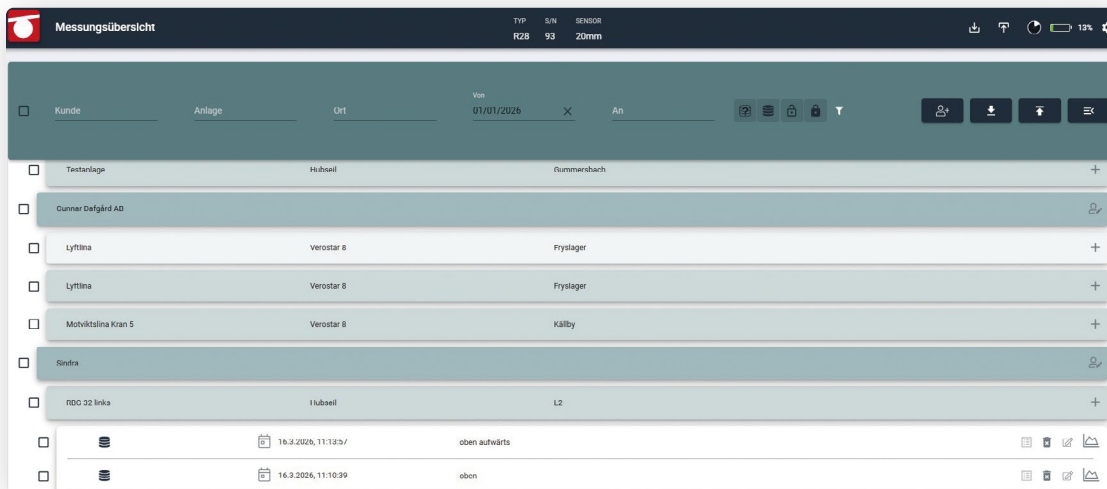 Messungsübersicht
TYP S/N SENSOR
R28 93 20mm
13%
Kunde Anlage Ort Von 01/01/2026 An
Testanlage Hubseil Gummersbach
Gunnar Dafgård AB
Lyftlina Verostar 8 Fryslager
Lyftlina Verostar 8 Fryslager
Motviktslina Kran 5 Verostar 8 Källby
Sindra
RDG 32 linka Hubseil L2
16.3.2026, 11:13:57 oben aufwärts
16.3.2026, 11:10:39 oben